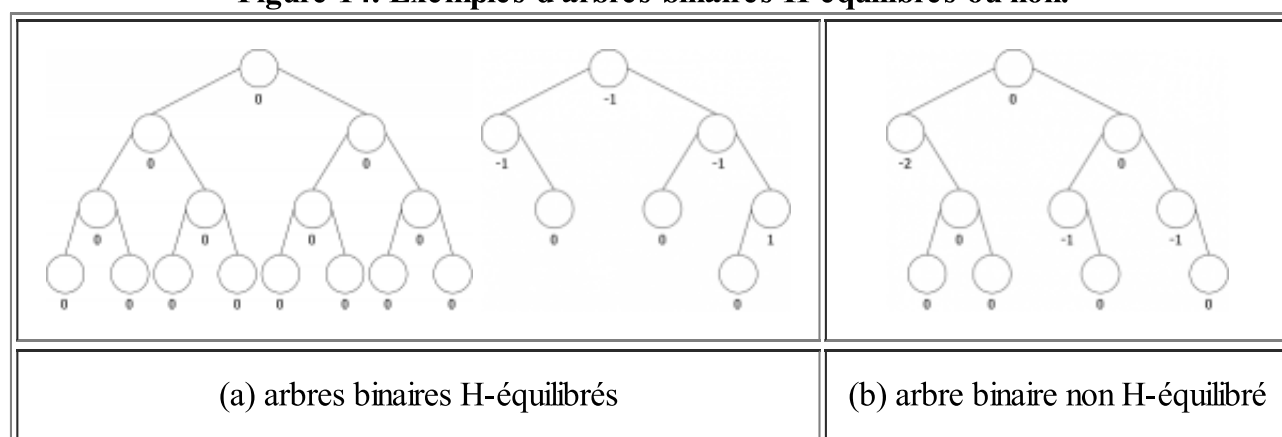 Figure 14. Exemples d'arbres binaires H-équilibrés ou non.
0
0 0
0 0 0 0
0 0 0 0 0 0 0 0
-1
-1 -1
0 0 1
0
0
-2 0
0 -1 -1
0 0 0 0
(a) arbres binaires H-équilibrés
(b) arbre binaire non H-équilibré